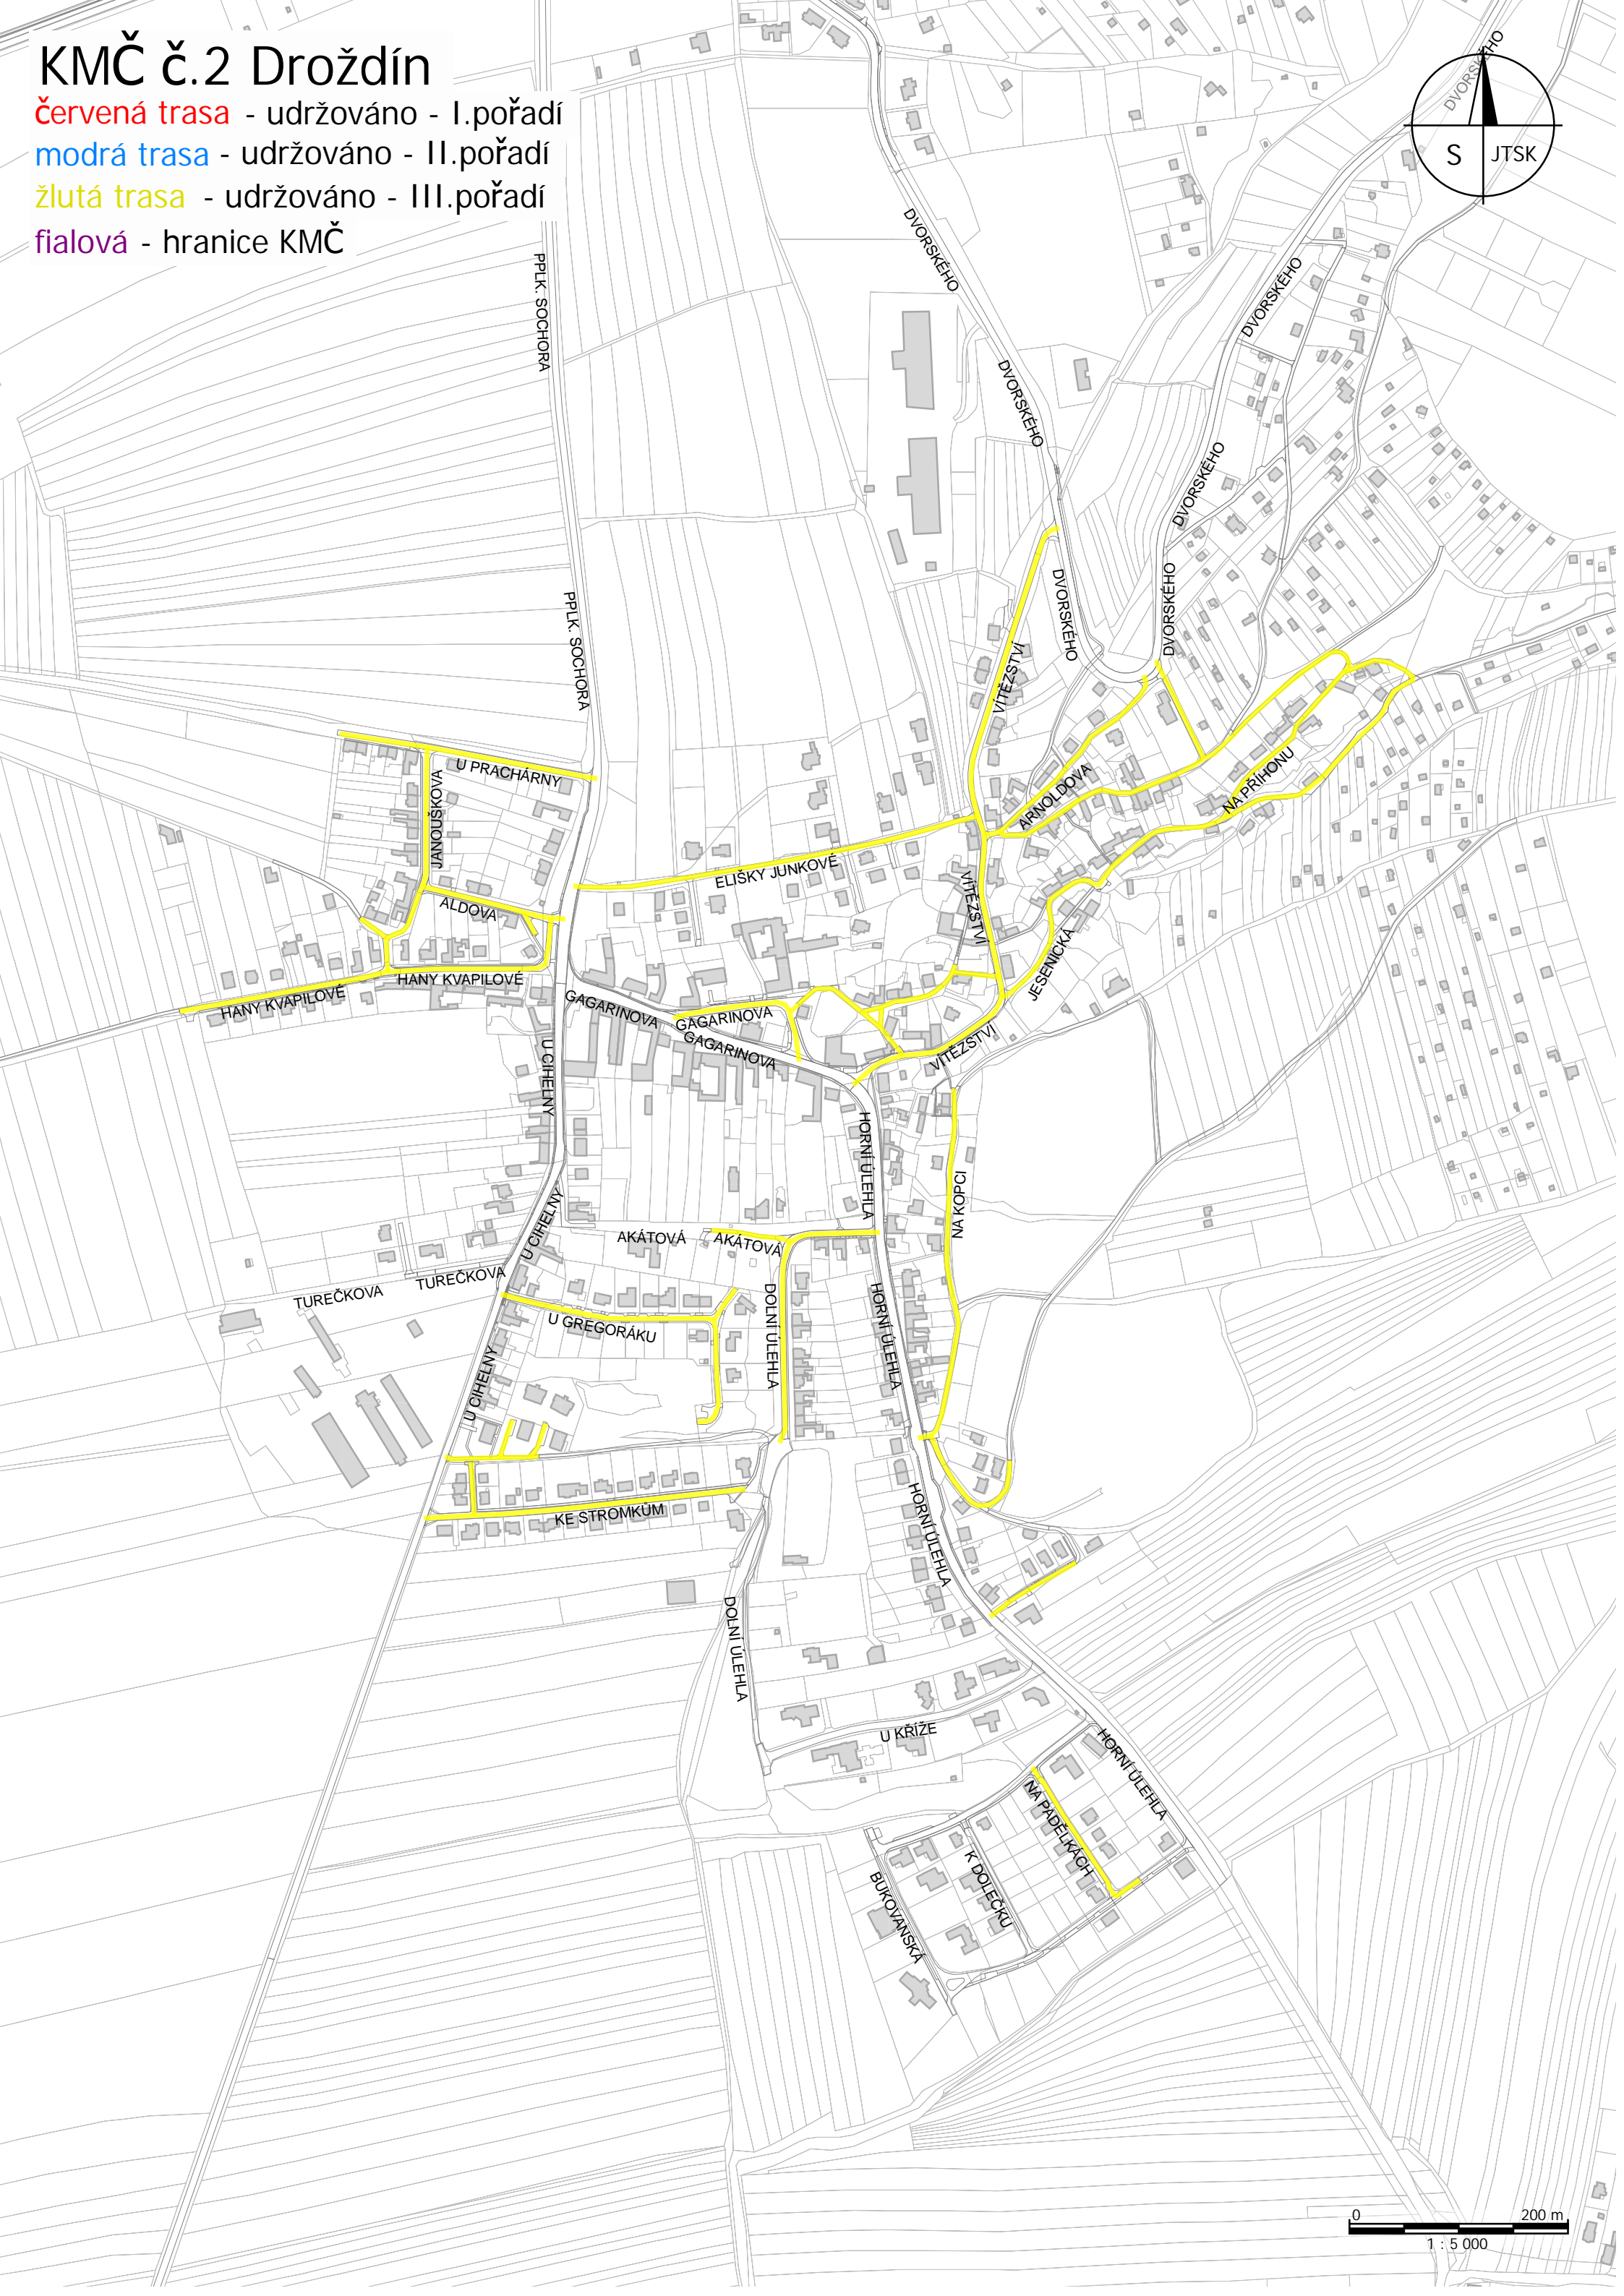 KMČ č.2 Droždín
červená trasa - udržováno - I.pořadí
modrá trasa - udržováno - II.pořadí
žlutá trasa - udržováno - III.pořadí
fialová - hranice KMČ
DVORSKÉHO
S JTSK
DVORSKÉHO
PPLK. SOCHORA
DVORSKÉHO
DVORSKÉHO
DVORSKÉHO
DVORSKÉHO
DVORSKÉHO
PPLK. SOCHORA
VÍTĚZSTVÍ
U PRACHÁRNY
JANOUŠKOVA
ARNOLDOVA
NA PŘÍHONU
ELIŠKY JUNKOVÉ
ALDOVA
VÍTĚZSTVÍ
JESENICKÁ
HANY KVAPILOVÉ
HANY KVAPILOVÉ
GAGARINOVA
GAGARINOVA
GAGARINOVA
VÍTĚZSTVÍ
U CIHELNY
HORNÍ ÚLEHLA
NA KOPCI
U CIHELNY
AKÁTOVÁ
AKÁTOVÁ
TUREČKOVA
TUREČKOVA
DOLNÍ ÚLEHLA
HORNÍ ÚLEHLA
U GREGORÁKU
U CIHELNY
KE STROMKŮM
HORNÍ ÚLEHLA
DOLNÍ ÚLEHLA
U KŘÍŽE
HORNÍ ÚLEHLA
NA PADĚLKÁCH
K DOLEČKU
BUKOVANSKÁ
0 200 m
1 : 5 000